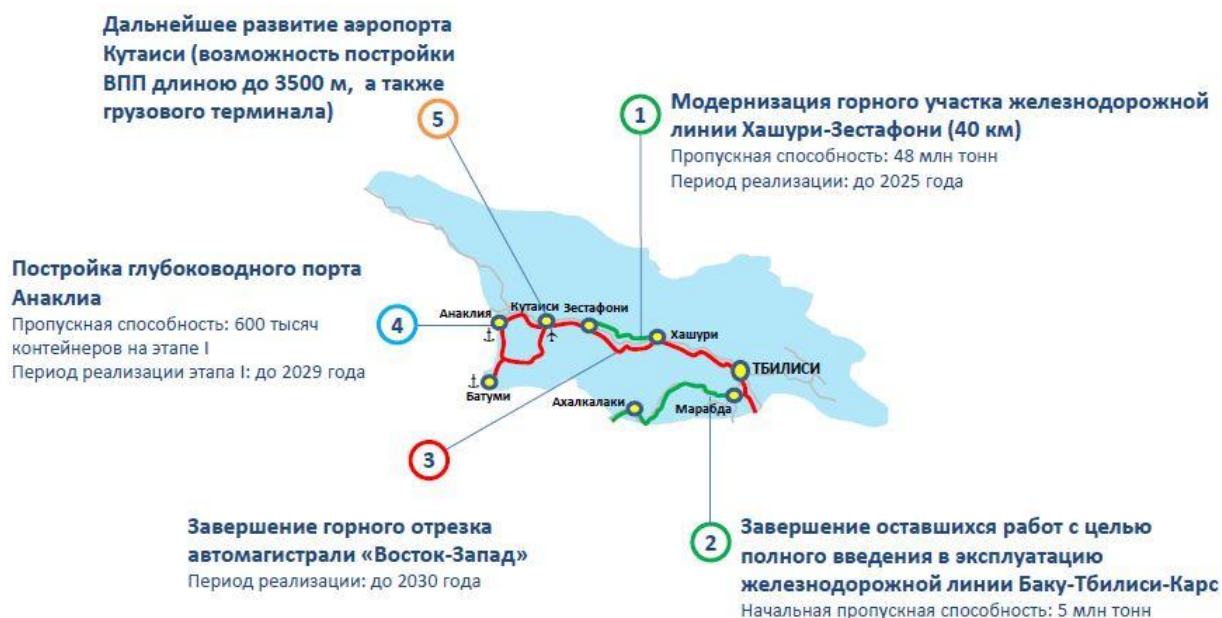 Дальнейшее развитие аэропорта
Кутаиси (возможность постройки
ВПП длиною до 3500 м, а также
грузового терминала)
5
1
Модернизация горного участка железнодорожной
линии Хашури-Зестафони (40 км)
Пропускная способность: 48 млн тонн
Период реализации: до 2025 года
Постройка глубоководного порта
Анаклиа
Пропускная способность: 600 тысяч
контейнеров на этапе I
Период реализации этапа I: до 2029 года
4
Анаклия
Кутаиси
Зестафони
Хашури
ТБИЛИСИ
Батуми
Ахалкалаки
Марабда
3
Завершение горного отрезка
автомагистрали «Восток-Запад»
Период реализации: до 2030 года
2
Завершение оставшихся работ с целью
полного введения в эксплуатацию
железнодорожной линии Баку-Тбилиси-Карс
Начальная пропускная способность: 5 млн тонн